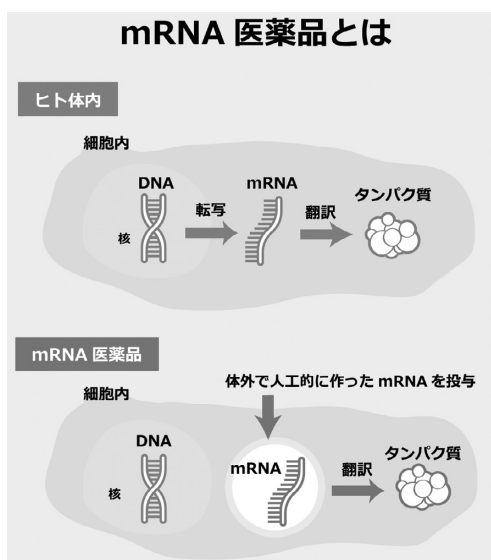 mRNA 医薬品とは
ヒト体内
細胞内
DNA
mRNA
タンパク質
転写
翻訳
核
mRNA 医薬品
体外で人工的に作った mRNA を投与
細胞内
DNA
mRNA
タンパク質
翻訳
核